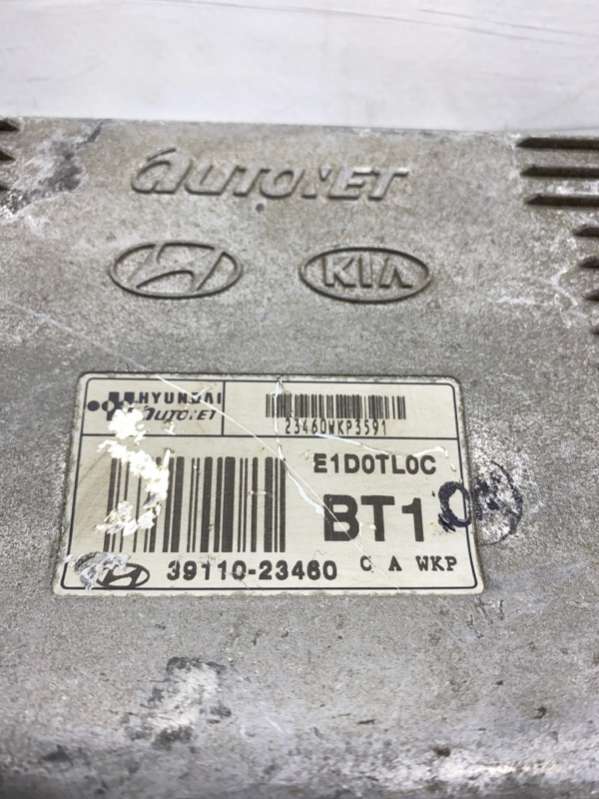 AUTONET
KIA
HYUNDAI
AUTONET
23460WKP3591
E1D0TL0C
BT1
39110-23460 C A WKP